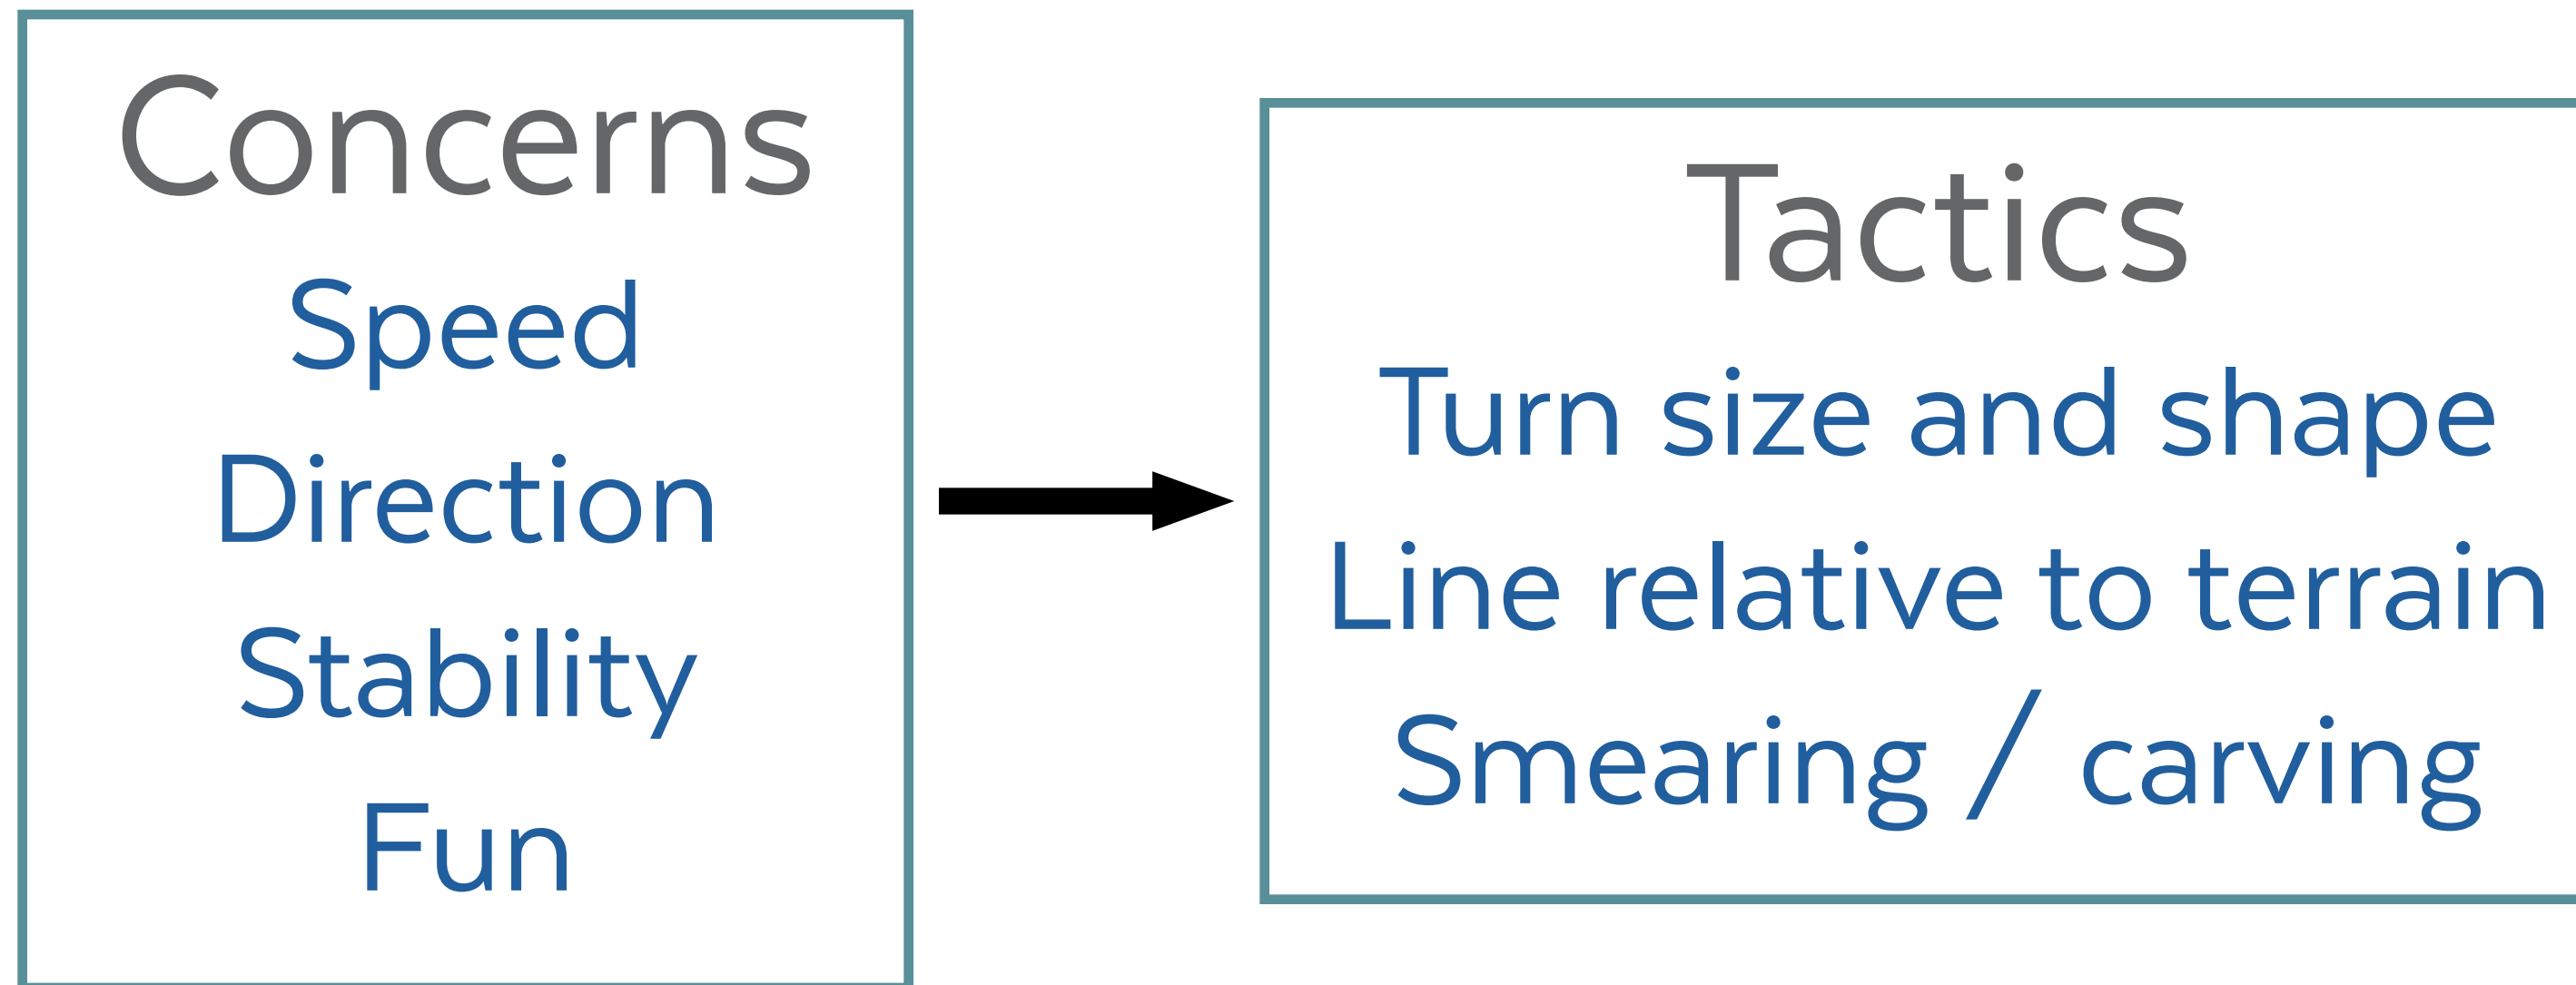 Concerns
Speed
Direction
Stability
Fun
Tactics
Turn size and shape
Line relative to terrain
Smearing / carving